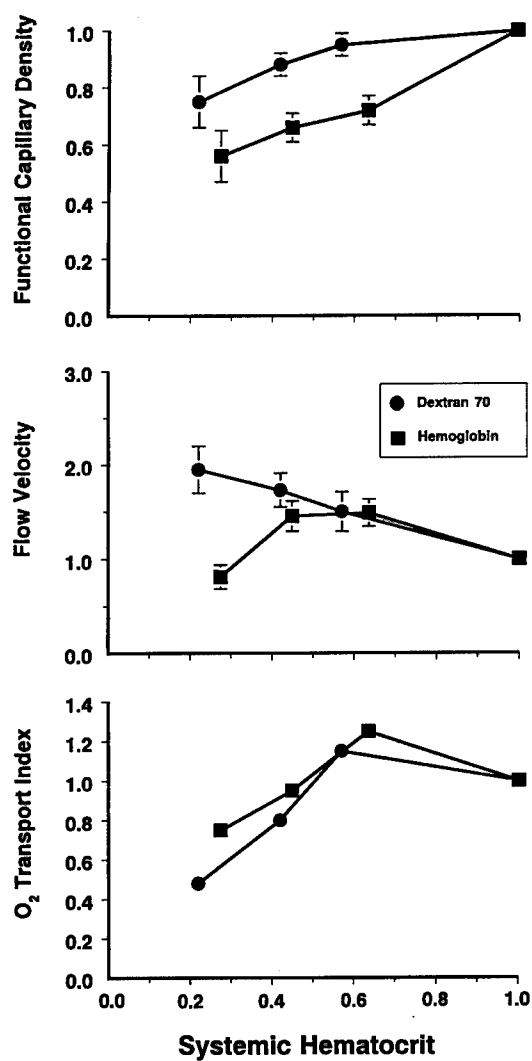 Functional Capillary Density
1.0
0.8
0.6
0.4
0.2
0.0
Flow Velocity
3.0
2.0
1.0
0.0
Dextran 70
Hemoglobin
O2 Transport Index
1.4
1.2
1.0
0.8
0.6
0.4
0.2
0.0
0.0 0.2 0.4 0.6 0.8 1.0
Systemic Hematocrit